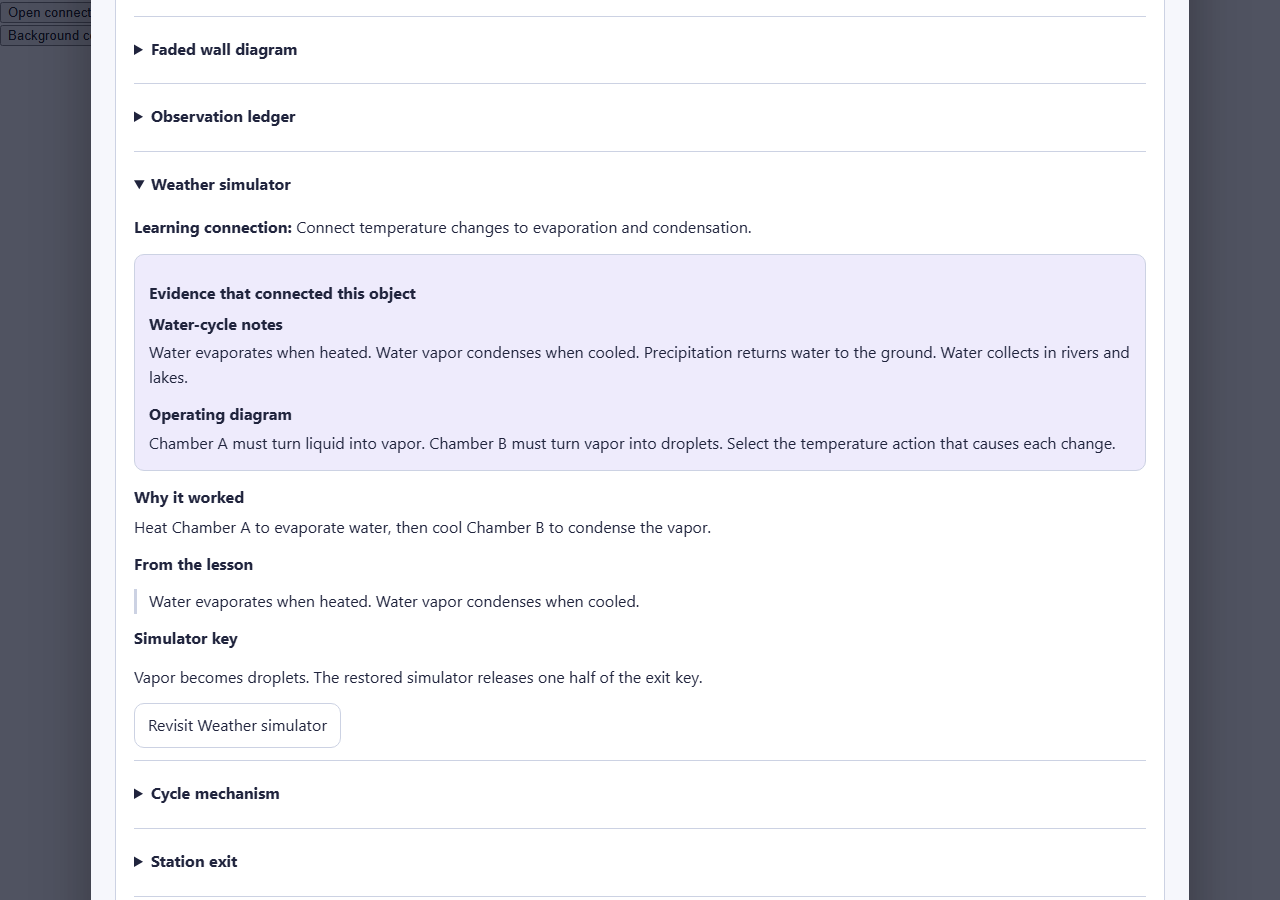 Open connect
Background c
Faded wall diagram
Observation ledger
Weather simulator
Learning connection: Connect temperature changes to evaporation and condensation.
Evidence that connected this object
Water-cycle notes
Water evaporates when heated. Water vapor condenses when cooled. Precipitation returns water to the ground. Water collects in rivers and
lakes.
Operating diagram
Chamber A must turn liquid into vapor. Chamber B must turn vapor into droplets. Select the temperature action that causes each change.
Why it worked
Heat Chamber A to evaporate water, then cool Chamber B to condense the vapor.
From the lesson
Water evaporates when heated. Water vapor condenses when cooled.
Simulator key
Vapor becomes droplets. The restored simulator releases one half of the exit key.
Revisit Weather simulator
Cycle mechanism
Station exit